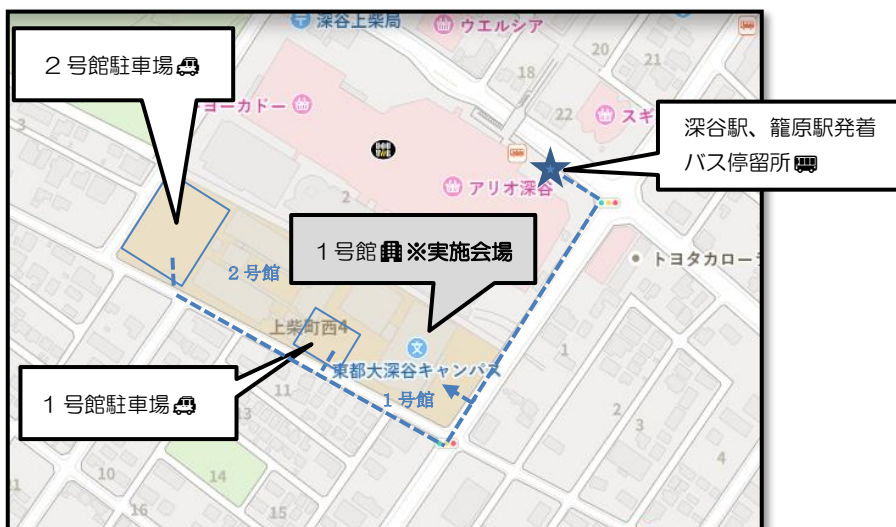 深谷上柴局
ウエルシア
20
21
18
22
2号館駐車場
ヨーカドー
スギ
深谷駅、籠原駅発着
バス停留所
3
2
アリオ深谷
1号館 ※実施会場
トヨタカロー
2号館
上柴町西4
東都大深谷キャンパス
1号館
1号館駐車場
11
13
1
2
3
4
10
14
15
16